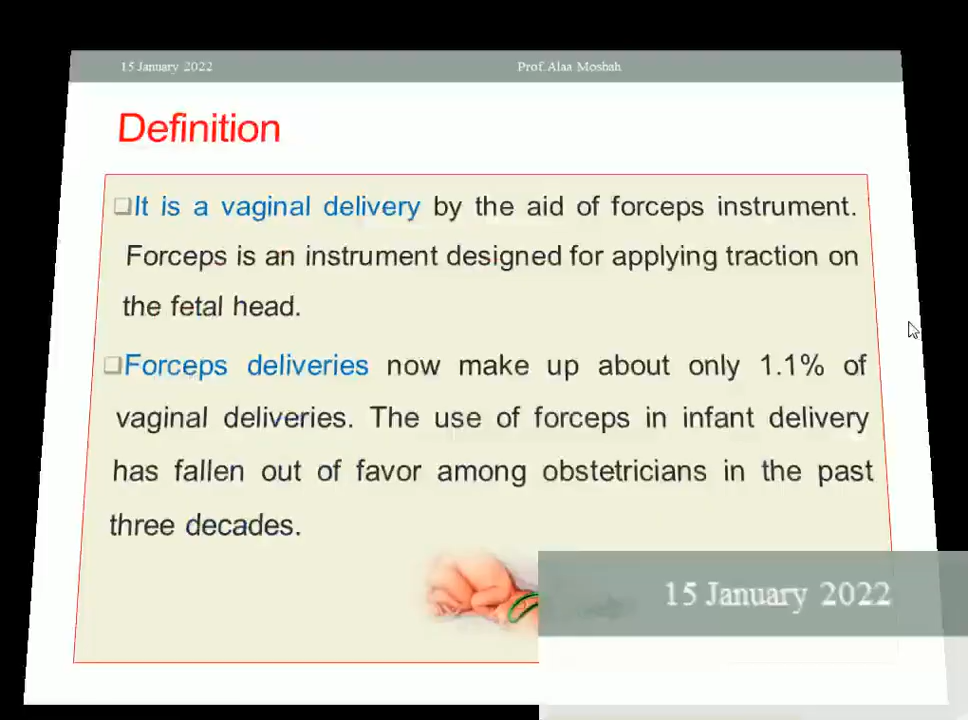 15 January 2022 Prof.Alaa Mosbah
Definition
It is a vaginal delivery by the aid of forceps instrument.
Forceps is an instrument designed for applying traction on
the fetal head.
Forceps deliveries now make up about only 1.1% of
vaginal deliveries. The use of forceps in infant delivery
has fallen out of favor among obstetricians in the past
three decades.
15 January 2022